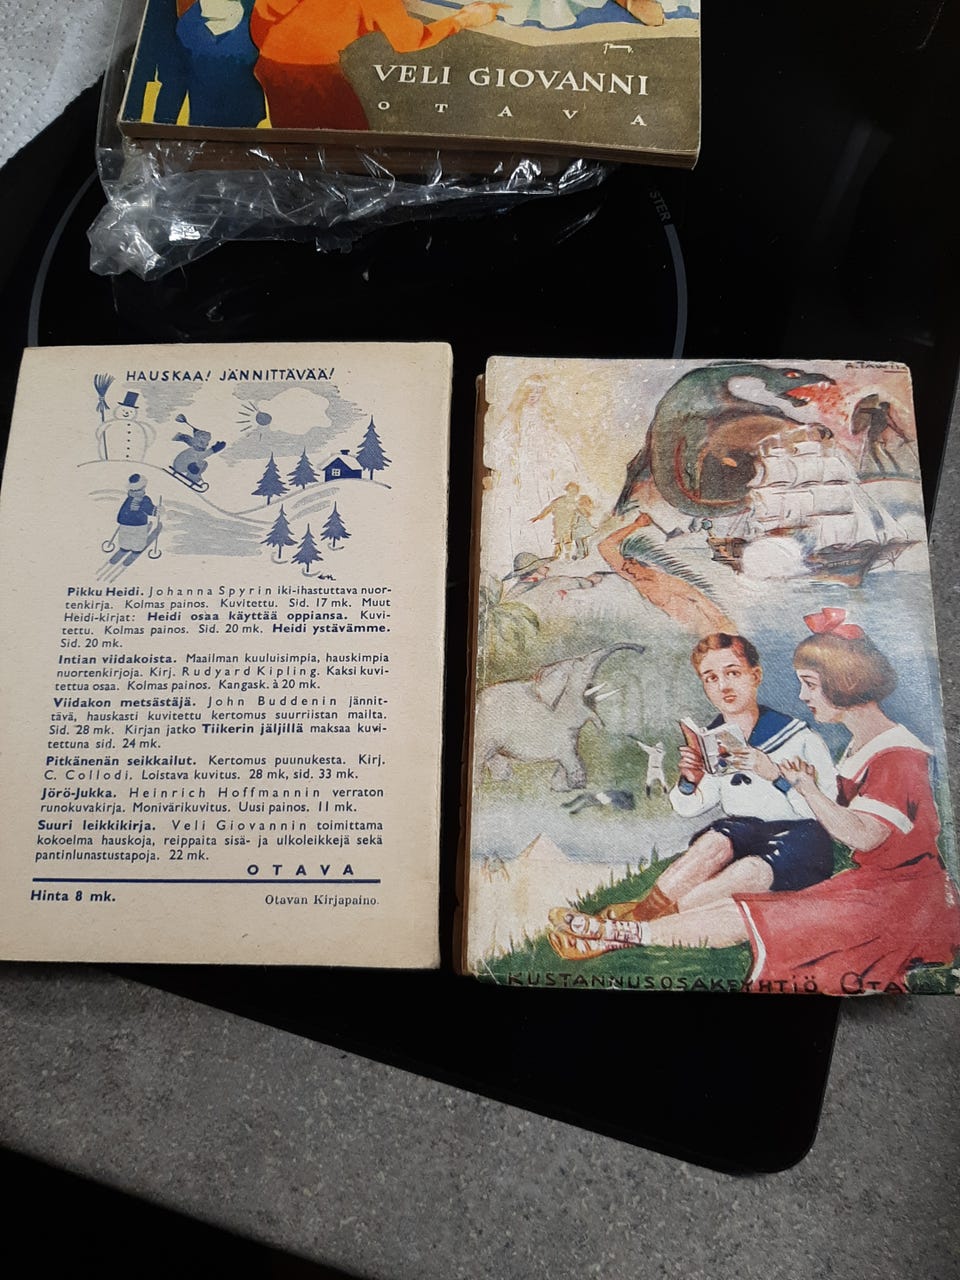 VELI GIOVANNI
OTAVA
STER
HAUSKAA! JÄNNITTÄVÄÄ!
Pikku Heidi. Johanna Spyrin iki-ihastuttava nuor-
tenkirja. Kolmas painos. Kuvitettu. Sid. 17 mk. Muut
Heidi-kirjat: Heidi osaa käyttää oppiansa. Kuvi-
tettu. Kolmas painos. Sid. 20 mk. Heidi ystävämme.
Sid. 20 mk.
Intian viidakoista. Maailman kuuluisimpia, hauskimpia
nuortenkirjoja. Kirj. Rudyard Kipling. Kaksi kuvi-
tettua osaa. Kolmas painos. Kangask. à 20 mk.
Viidakon metsästäjä. John Buddenin jännit-
tävä, hauskasti kuvitettu kertomus suurriistan mailta.
Sid. 28 mk. Kirjan jatko Tiikerin jäljillä maksaa kuvi-
tettuna sid. 24 mk.
Pitkänenän seikkailut. Kertomus puunukesta. Kirj.
C. Collodi. Loistava kuvitus. 28 mk, sid. 33 mk.
Jörö-Jukka. Heinrich Hoffmannin verraton
runokuvakirja. Monivärikuvitus. Uusi painos. 11 mk.
Suuri leikkikirja. Veli Giovannin toimittama
kokoelma hauskoja, reippaita sisä- ja ulkoleikkejä sekä
pantinlunastustapoja. 22 mk.
OTAVA
Hinta 8 mk.
Otavan Kirjapaino.
KUSTANNUSOSAKEYHTIÖ OTAVA